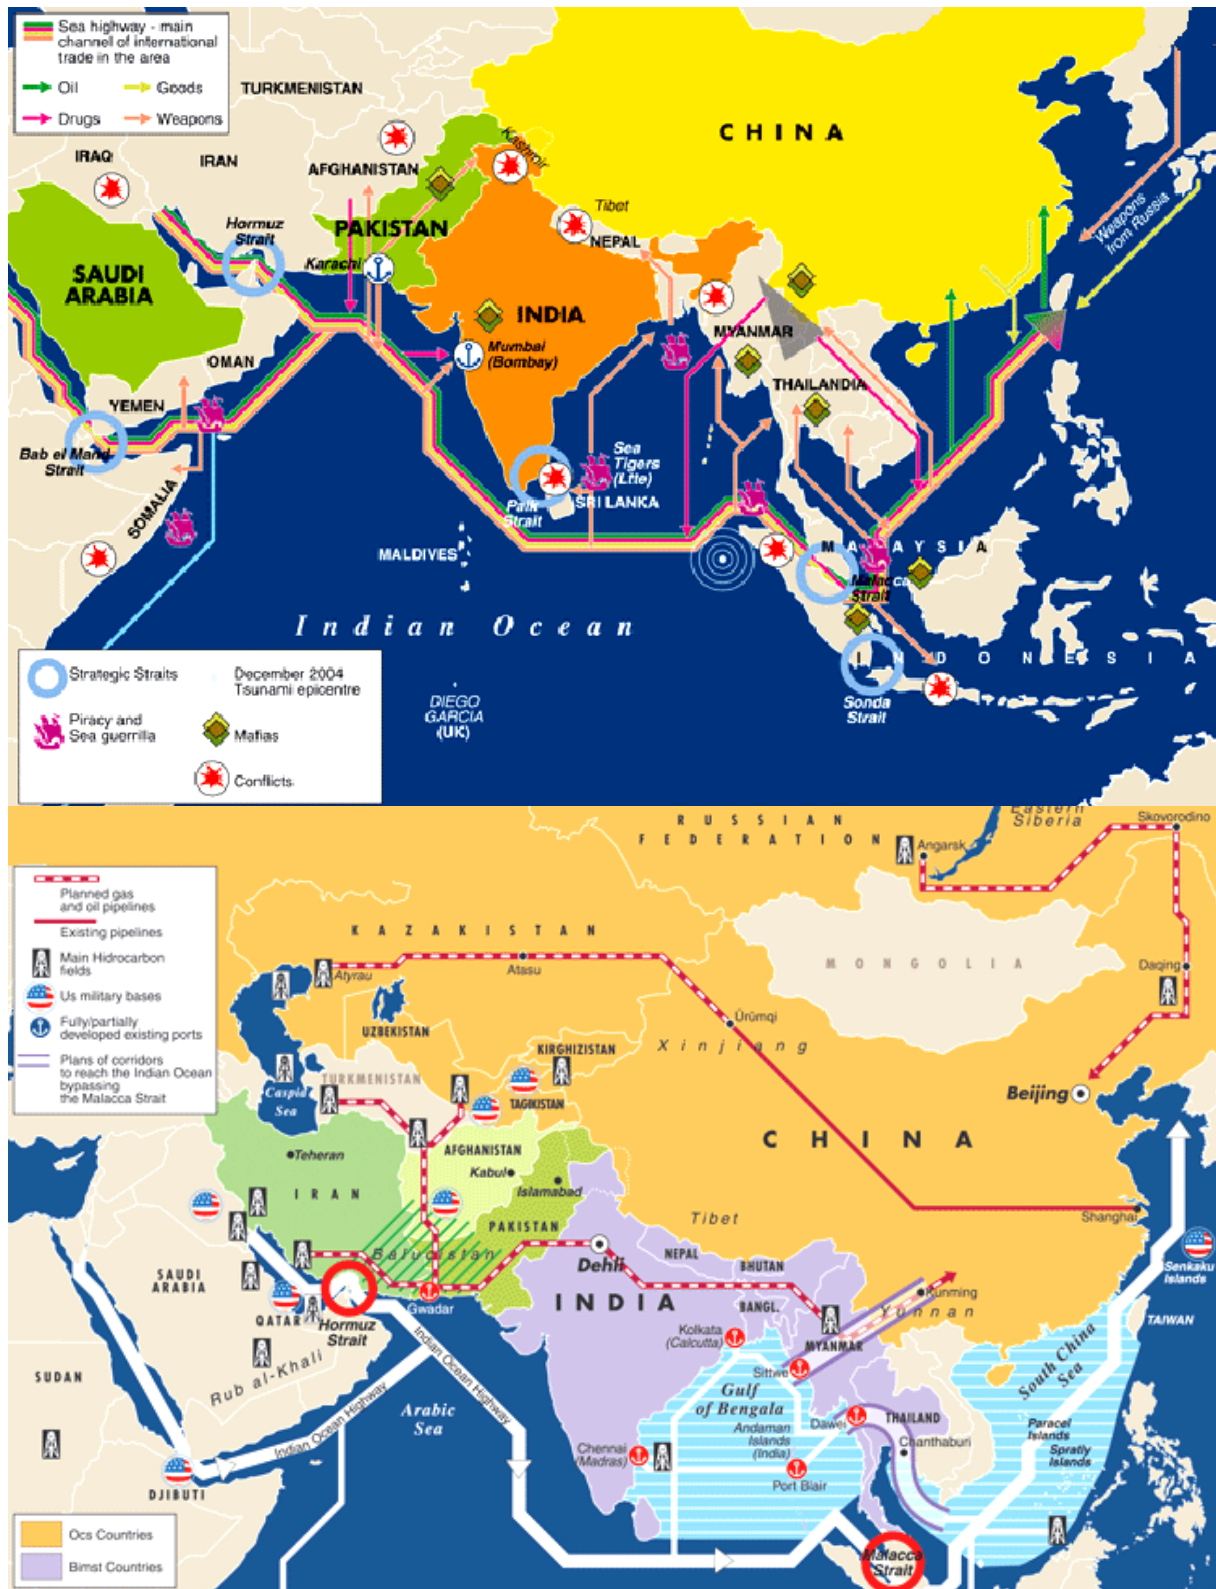 Sea highway - main
channel of international
trade in the area
Oil
Goods
Drugs
Weapons
TURKMENISTAN
CHINA
IRAQ
IRAN
AFGHANISTAN
Kashmir
Tibet
NEPAL
Weapons
from Russia
Hormuz
Strait
PAKISTAN
Karachi
SAUDI
ARABIA
INDIA
Mumbai
(Bombay)
MYANMAR
OMAN
THAILANDIA
YEMEN
Bab el Mand
Strait
Sea
Tigers
(Ltte)
Palk
Strait
SRI LANKA
SOMALIA
MALDIVES
MALAYSIA
Malacca
Strait
Indian Ocean
INDONESIA
Sonda
Strait
DIEGO
GARCIA
(UK)
Strategic Straits
December 2004
Tsunami epicentre
Piracy and
Sea guerrilla
Mafias
Conflicts
RUSSIAN
FEDERATION
Eastern
Siberia
Skovorodino
Angarsk
Planned gas
and oil pipelines
Existing pipelines
Main Hidrocarbon
fields
Us military bases
Fully/partially
developed existing ports
Plans of corridors
to reach the Indian Ocean
bypassing
the Malacca Strait
KAZAKISTAN
Atyrau
Atasu
MONGOLIA
Daqing
UZBEKISTAN
Ürümqi
Xinjiang
KIRGHIZISTAN
TURKMENISTAN
Caspid
Sea
TAGIKISTAN
Beijing
CHINA
Teheran
AFGHANISTAN
Kabul
IRAN
Islamabad
PAKISTAN
Tibet
Shanghai
Balucistan
Dehli
NEPAL
BHUTAN
SAUDI
ARABIA
Senkaku
Islands
QATAR
Hormuz
Strait
Gwadar
INDIA
BANGL.
Kunming
Yunnan
TAIWAN
Kolkata
(Calcutta)
MYANMAR
Sittwe
South China
Sea
Rub al-Khali
SUDAN
Indian Ocean Highway
Indian Ocean Highway
Arabic
Sea
Gulf
of Bengala
Andaman
Islands
(India)
Dawei
THAILAND
Chanthaburi
Paracel
Islands
Spratly
Islands
Chennai
(Madras)
Port Blair
DJIBUTI
Ocs Countries
Bimst Countries
Malacca
Strait